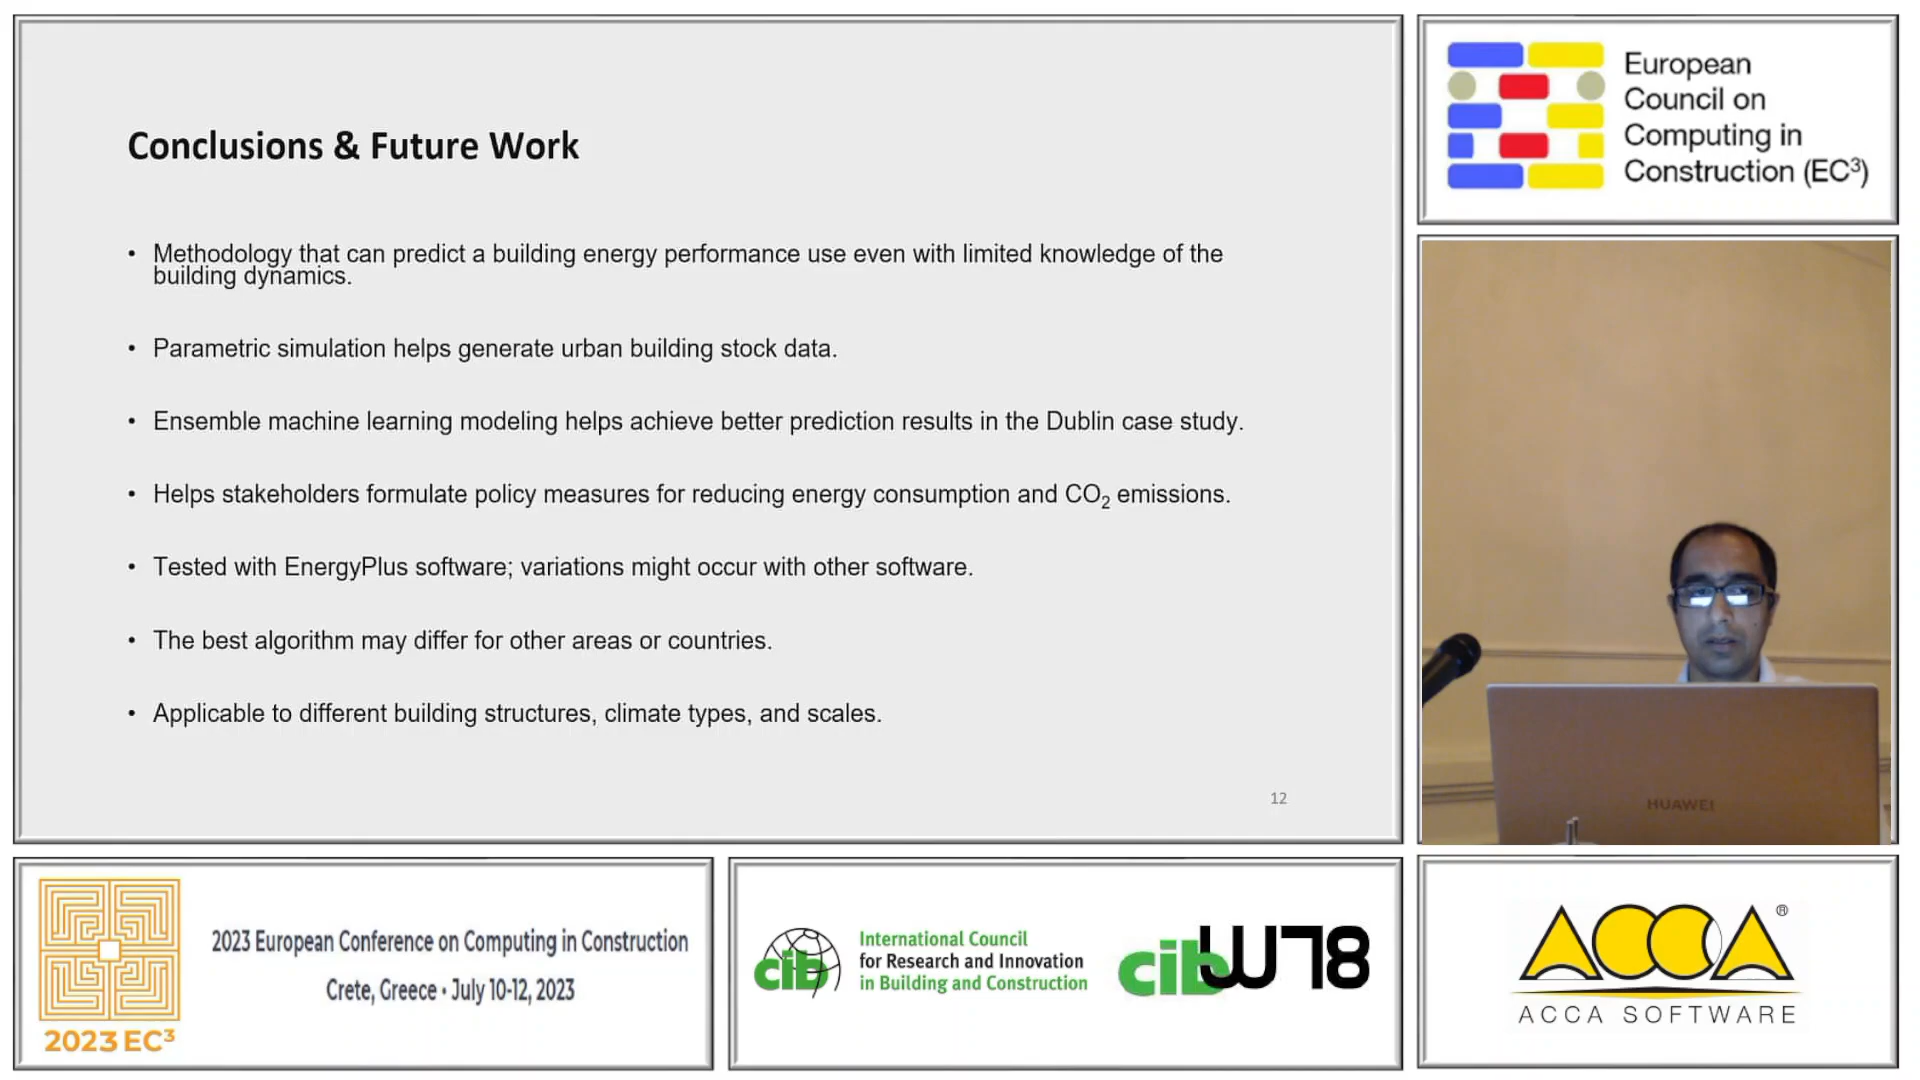 Conclusions & Future Work
• Methodology that can predict a building energy performance use even with limited knowledge of the
building dynamics.
• Parametric simulation helps generate urban building stock data.
• Ensemble machine learning modeling helps achieve better prediction results in the Dublin case study.
• Helps stakeholders formulate policy measures for reducing energy consumption and CO₂ emissions.
• Tested with EnergyPlus software; variations might occur with other software.
• The best algorithm may differ for other areas or countries.
• Applicable to different building structures, climate types, and scales.
12
European
Council on
Computing in
Construction (EC³)
HUAWEI
2023 European Conference on Computing in Construction
Crete, Greece • July 10-12, 2023
2023 EC³
cib
International Council
for Research and Innovation
in Building and Construction
cib W78
ACCA ®
ACCA SOFTWARE